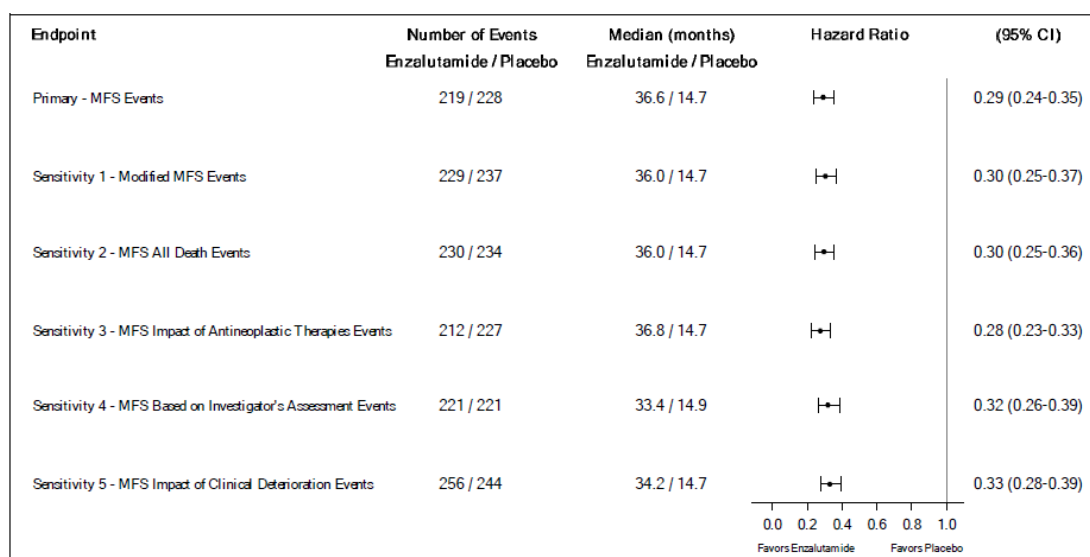 Endpoint Number of Events Median (months) Hazard Ratio (95% CI)
Enzalutamide / Placebo Enzalutamide / Placebo
Primary - MFS Events 219 / 228 36.6 / 14.7 0.29 (0.24-0.35)
Sensitivity 1 - Modified MFS Events 229 / 237 36.0 / 14.7 0.30 (0.25-0.37)
Sensitivity 2 - MFS All Death Events 230 / 234 36.0 / 14.7 0.30 (0.25-0.36)
Sensitivity 3 - MFS Impact of Antineoplastic Therapies Events 212 / 227 36.8 / 14.7 0.28 (0.23-0.33)
Sensitivity 4 - MFS Based on Investigator's Assessment Events 221 / 221 33.4 / 14.9 0.32 (0.26-0.39)
Sensitivity 5 - MFS Impact of Clinical Deterioration Events 256 / 244 34.2 / 14.7 0.33 (0.28-0.39)
0.0 0.2 0.4 0.6 0.8 1.0
Favors Enzalutamide Favors Placebo